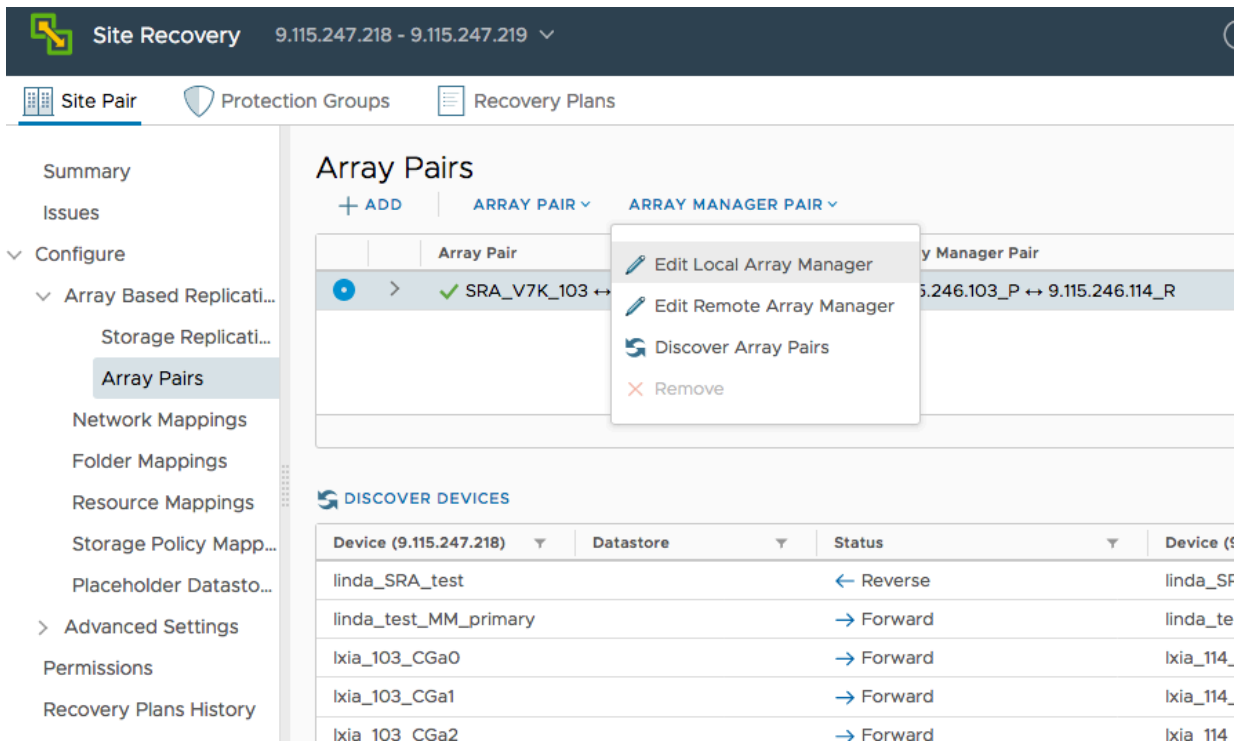 Site Recovery 9.115.247.218 - 9.115.247.219
Site Pair Protection Groups Recovery Plans
Summary
Issues
Configure
Array Based Replicati...
Storage Replicati...
Array Pairs
Network Mappings
Folder Mappings
Resource Mappings
Storage Policy Mapp...
Placeholder Datasto...
Advanced Settings
Permissions
Recovery Plans History
Array Pairs
+ ADD ARRAY PAIR ARRAY MANAGER PAIR
Array Pair y Manager Pair
SRA_V7K_103 ↔ 5.246.103_P ↔ 9.115.246.114_R
Edit Local Array Manager
Edit Remote Array Manager
Discover Array Pairs
Remove
DISCOVER DEVICES
Device (9.115.247.218) Datastore Status Device (9
linda_SRA_test ← Reverse linda_SR
linda_test_MM_primary → Forward linda_te
lxia_103_CGa0 → Forward lxia_114_
lxia_103_CGa1 → Forward lxia_114_
lxia_103_CGa2 → Forward lxia_114